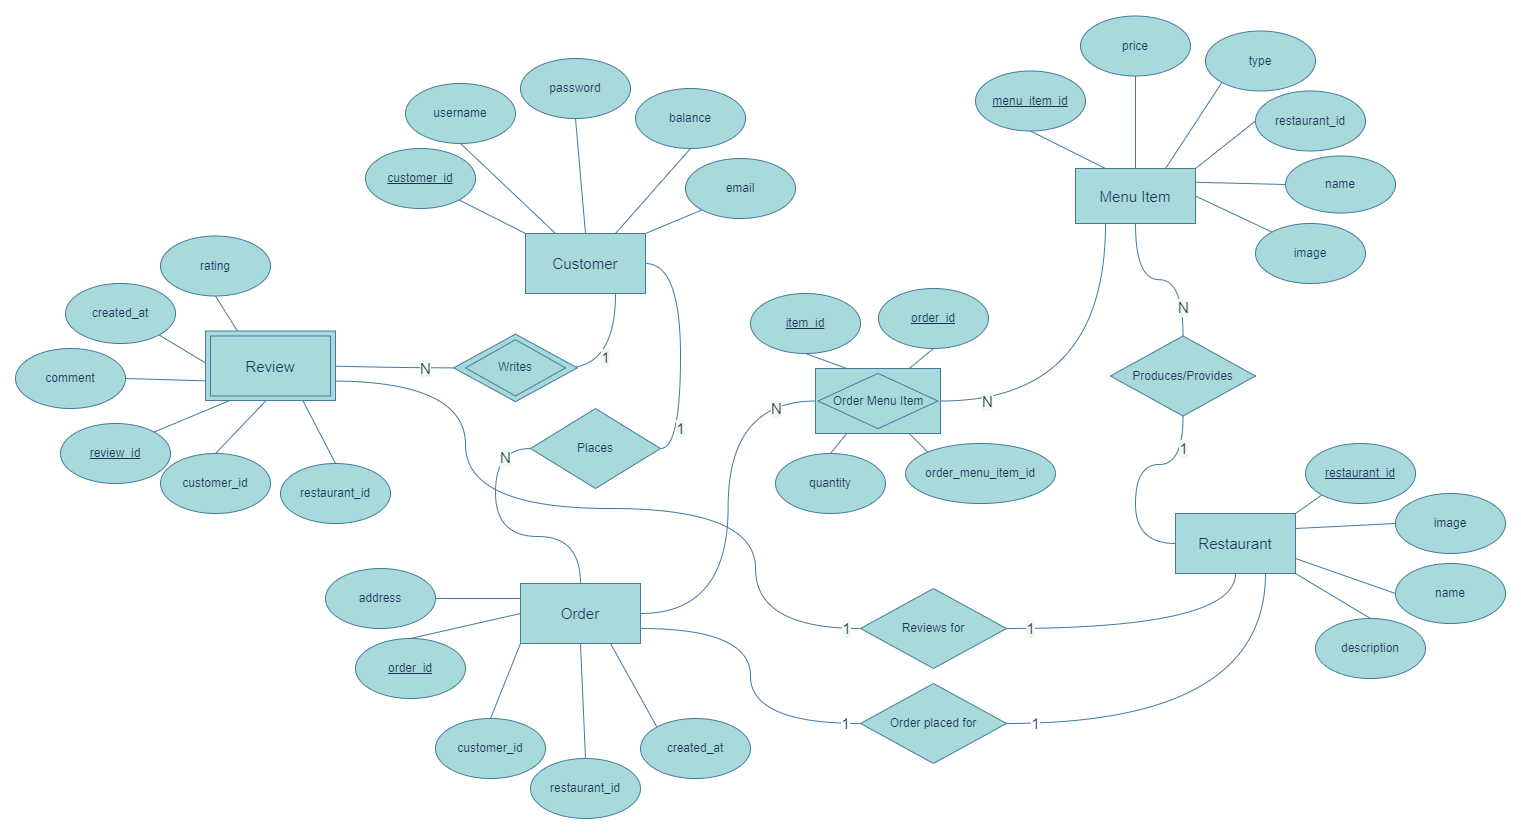 price
type
menu_item_id
restaurant_id
name
image
Menu Item
password
username
balance
customer_id
email
Customer
rating
created_at
comment
review_id
customer_id
restaurant_id
Review
N
Writes
1
Places
1
N
item_id
order_id
Order Menu Item
N
N
quantity
order_menu_item_id
N
Produces/Provides
1
restaurant_id
image
name
description
Restaurant
address
order_id
customer_id
restaurant_id
created_at
Order
1
Reviews for
1
1
Order placed for
1